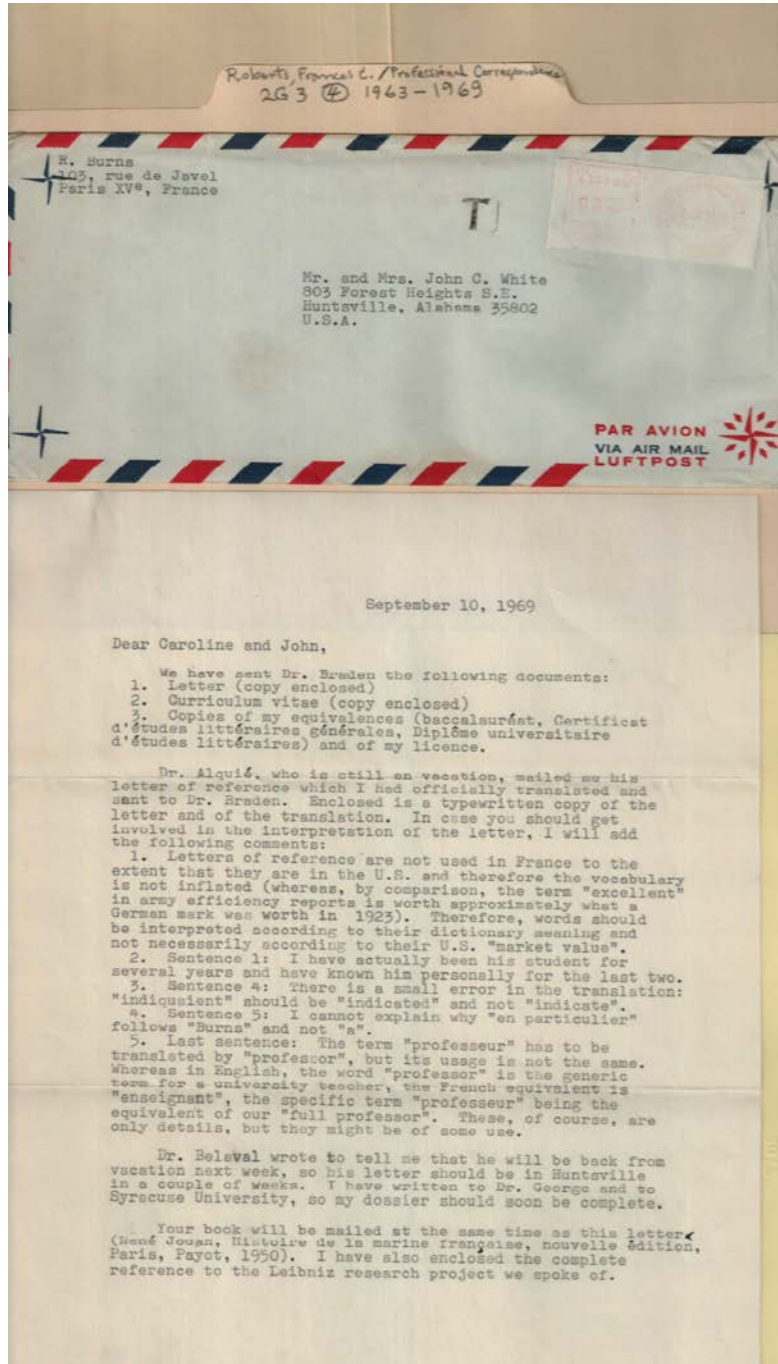 Roberts, Frances C. / Professional Correspondence
2G 3 ④ 1963-1969
R. Burns
103, rue de Javel
Paris XVe, France
T
Mr. and Mrs. John C. White
803 Forest Heights S.E.
Huntsville, Alabama 35802
U.S.A.
PAR AVION
VIA AIR MAIL
LUFTPOST
September 10, 1969
Dear Caroline and John,
We have sent Dr. Braden the following documents:
1. Letter (copy enclosed)
2. Curriculum vitae (copy enclosed)
3. Copies of my equivalences (baccalauréat, Certificat
d'études littéraires générales, Diplôme universitaire
d'études littéraires) and of my licence.
Dr. Alquié, who is still on vacation, mailed me his
letter of reference which I had officially translated and
sent to Dr. Braden. Enclosed is a typewritten copy of the
letter and of the translation. In case you should get
involved in the interpretation of the letter, I will add
the following comments:
1. Letters of reference are not used in France to the
extent that they are in the U.S. and therefore the vocabulary
is not inflated (whereas, by comparison, the term "excellent"
in army efficiency reports is worth approximately what a
German mark was worth in 1923). Therefore, words should
be interpreted according to their dictionary meaning and
not necessarily according to their U.S. "market value".
2. Sentence 1: I have actually been his student for
several years and have known him personally for the last two.
3. Sentence 4: There is a small error in the translation:
"indiquaient" should be "indicated" and not "indicate".
4. Sentence 5: I cannot explain why "en particulier"
follows "Burns" and not "a".
5. Last sentence: The term "professeur" has to be
translated by "professor", but its usage is not the same.
Whereas in English, the word "professor" is the generic
term for a university teacher, the French equivalent is
"enseignant", the specific term "professeur" being the
equivalent of our "full professor". These, of course, are
only details, but they might be of some use.
Dr. Belaval wrote to tell me that he will be back from
vacation next week, so his letter should be in Huntsville
in a couple of weeks. I have written to Dr. George and to
Syracuse University, so my dossier should soon be complete.
Your book will be mailed at the same time as this letter
(René Jouan, Histoire de la marine française, nouvelle édition,
Paris, Payot, 1950). I have also enclosed the complete
reference to the Leibniz research project we spoke of.